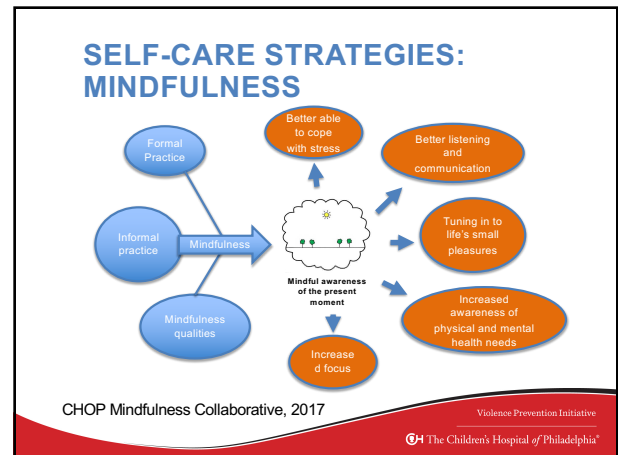 SELF-CARE STRATEGIES:
MINDFULNESS
Formal
Practice
Informal
practice
Mindfulness
Mindfulness
qualities
Better able
to cope
with stress
Better listening
and
communication
Tuning in to
life's small
pleasures
Increased
awareness of
physical and mental
health needs
Increase
d focus
Mindful awareness
of the present
moment
CHOP Mindfulness Collaborative, 2017
Violence Prevention Initiative
CH The Children's Hospital of Philadelphia®